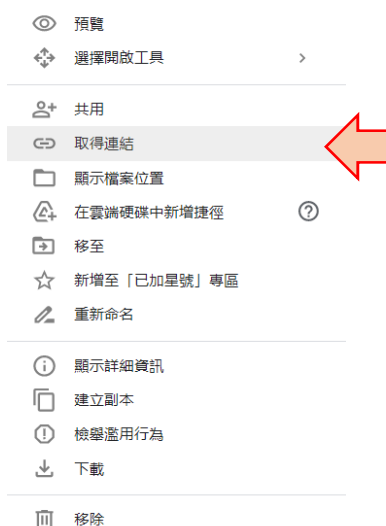 預覽
選擇開啟工具
共用
取得連結
顯示檔案位置
在雲端硬碟中新增捷徑
移至
新增至「已加星號」專區
重新命名
顯示詳細資訊
建立副本
檢舉濫用行為
下載
移除